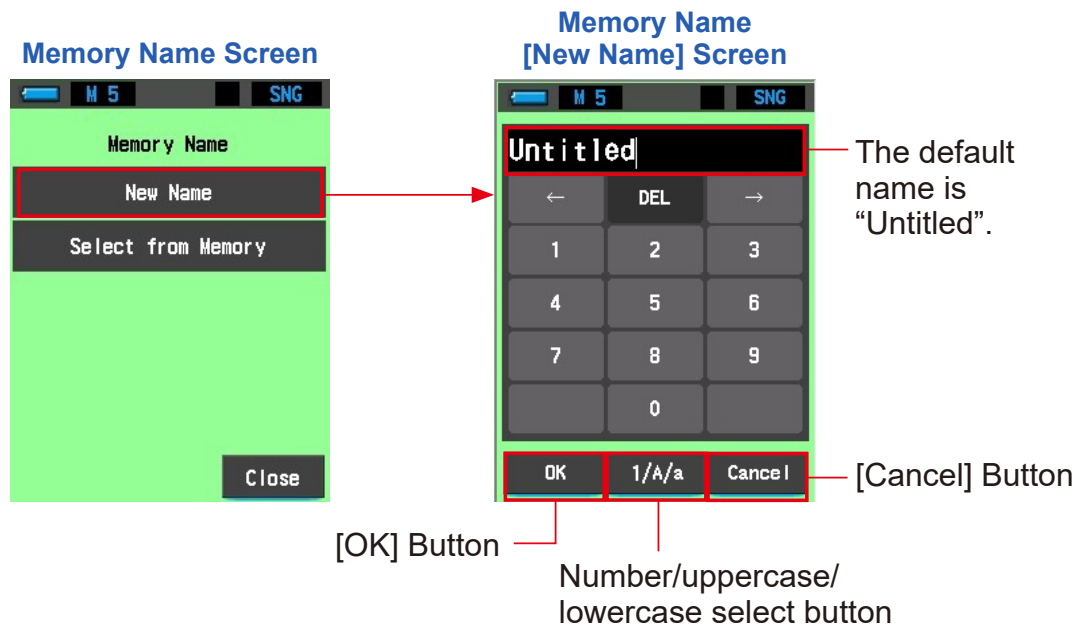 Memory Name Screen
M 5 SNG
Memory Name
New Name
Select from Memory
Close
Memory Name
[New Name] Screen
M 5 SNG
Untitled
← DEL →
1 2 3
4 5 6
7 8 9
0
OK 1/A/a Cancel
The default
name is
“Untitled”.
[Cancel] Button
[OK] Button
Number/uppercase/
lowercase select button